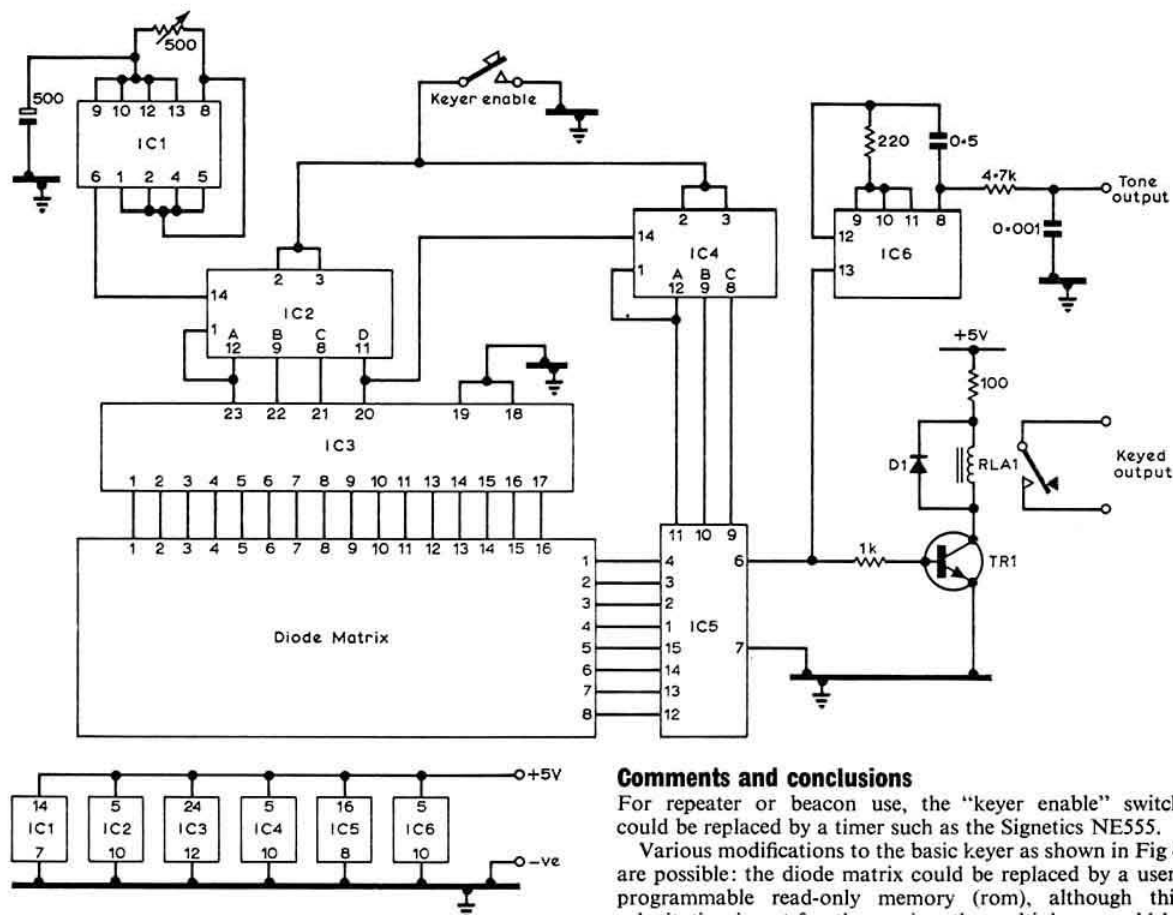 500
500
9 10 12 13 8
IC1
6 1 2 4 5
Keyer enable
2 3
14
IC2
1 A B C D
12 9 8 11
2 3
14
IC4
1 A B C
12 9 8
220
0·5
4·7k
Tone
output
0·001
9 10 11 8
12
IC6
13
23 22 21 20 19 18
IC3
1 2 3 4 5 6 7 8 9 10 11 13 14 15 16 17
1 2 3 4 5 6 7 8 9 10 11 12 13 14 15 16
Diode Matrix
1
2
3
4
5
6
7
8
11 10 9
4
3
2
1
15
14
13
12
IC5
6
7
+5V
100
D1
RLA1
Keyed
output
1k
TR1
+5V
14 5 24 5 16 5
IC1 IC2 IC3 IC4 IC5 IC6
7 10 12 10 8 10
-ve
Comments and conclusions
For repeater or beacon use, the "keyer enable" switch
could be replaced by a timer such as the Signetics NE555.
Various modifications to the basic keyer as shown in Fig
are possible: the diode matrix could be replaced by a user
programmable read-only memory (rom), although